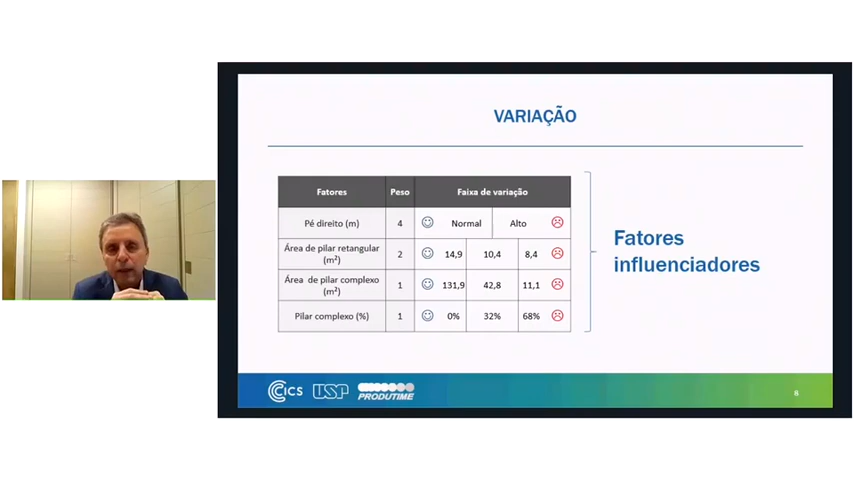 VARIAÇÃO
Fatores Peso Faixa de variação
Pé direito (m) 4 Normal Alto
Área de pilar retangular
(m²) 2 14,9 10,4 8,4
Área de pilar complexo
(m²) 1 131,9 42,8 11,1
Pilar complexo (%) 1 0% 32% 68%
Fatores
influenciadores
CICS USP PRODUTIME 8